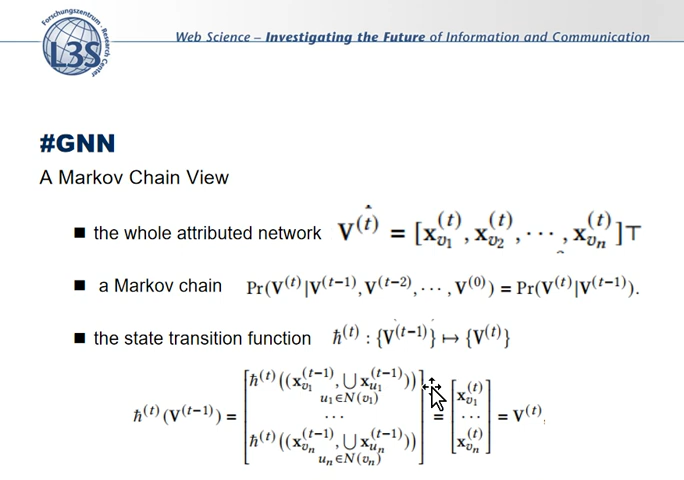 Forschungszentrum · Research Center
L3S
Web Science – Investigating the Future of Information and Communication
#GNN
A Markov Chain View
■ the whole attributed network V^(t) = [x_{v_1}^(t), x_{v_2}^(t), ⋯, x_{v_n}^(t)]⊤
■ a Markov chain Pr(V^(t)|V^(t−1), V^(t−2), ⋯, V^(0)) = Pr(V^(t)|V^(t−1)).
■ the state transition function ℏ^(t) : {V^(t−1)} ↦ {V^(t)}
ℏ^(t)(V^(t−1)) = [ℏ^(t)((x_{v_1}^(t−1), ∪_{u_1∈N(v_1)} x_{u_1}^(t−1))) ⋯ ℏ^(t)((x_{v_n}^(t−1), ∪_{u_n∈N(v_n)} x_{u_n}^(t−1)))] = [x_{v_1}^(t) ⋯ x_{v_n}^(t)] = V^(t).